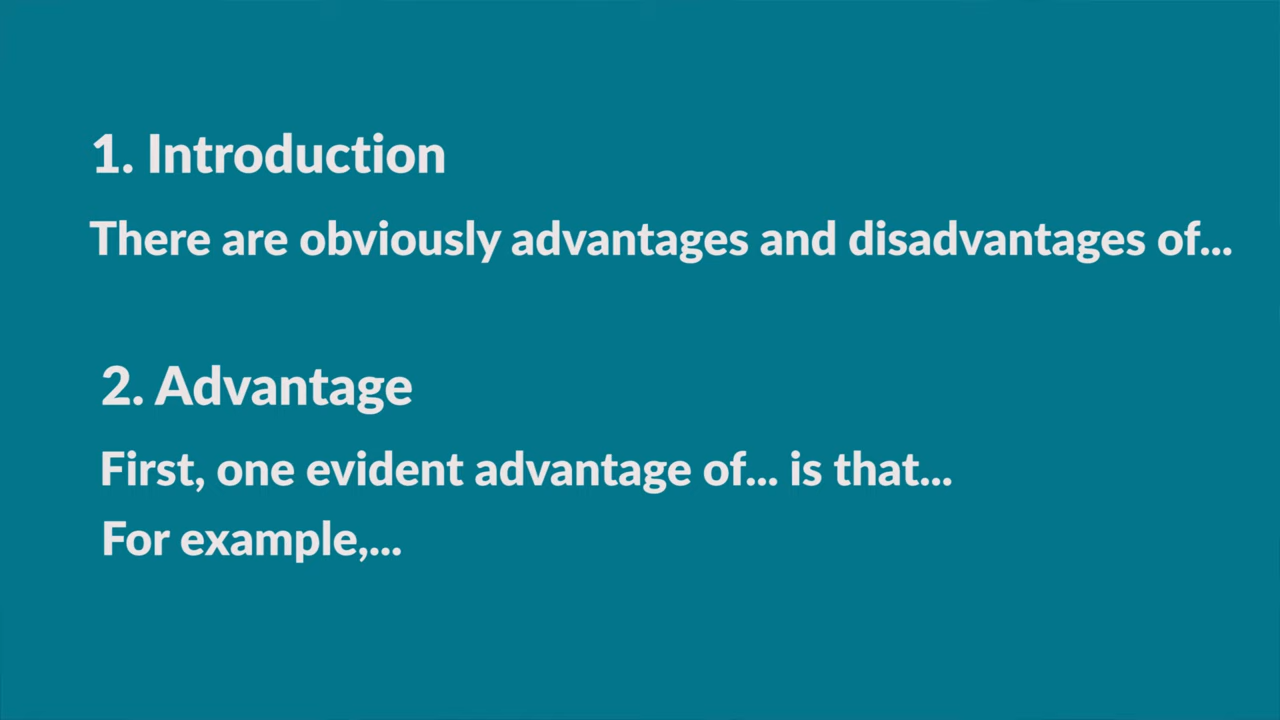 1. Introduction
There are obviously advantages and disadvantages of...
2. Advantage
First, one evident advantage of... is that...
For example,...